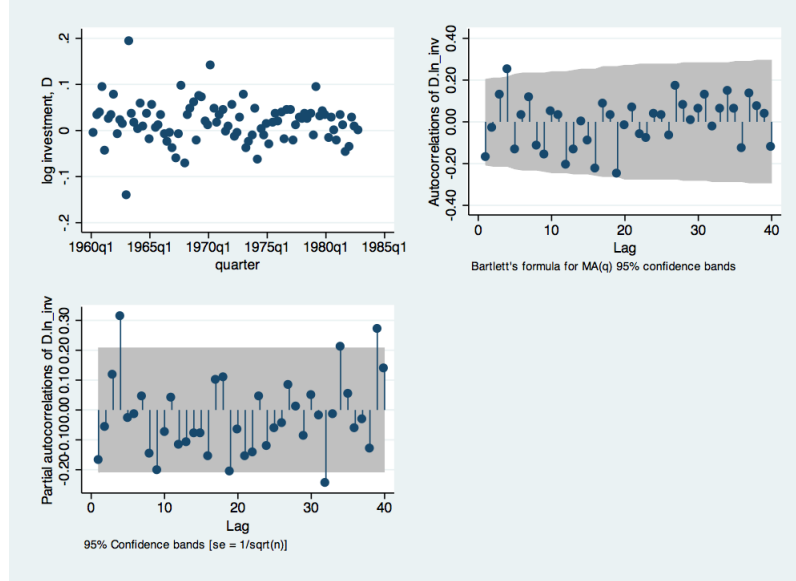 log investment, D
.2
.1
0
-.1
-.2
1960q1 1965q1 1970q1 1975q1 1980q1 1985q1
quarter
Autocorrelations of D.ln_inv
0.40
0.20
0.00
-0.20
-0.40
0 10 20 30 40
Lag
Bartlett's formula for MA(q) 95% confidence bands
Partial autocorrelations of D.ln_inv
0.30
0.20
0.10
0.00
-0.10
-0.20
0 10 20 30 40
Lag
95% Confidence bands [se = 1/sqrt(n)]